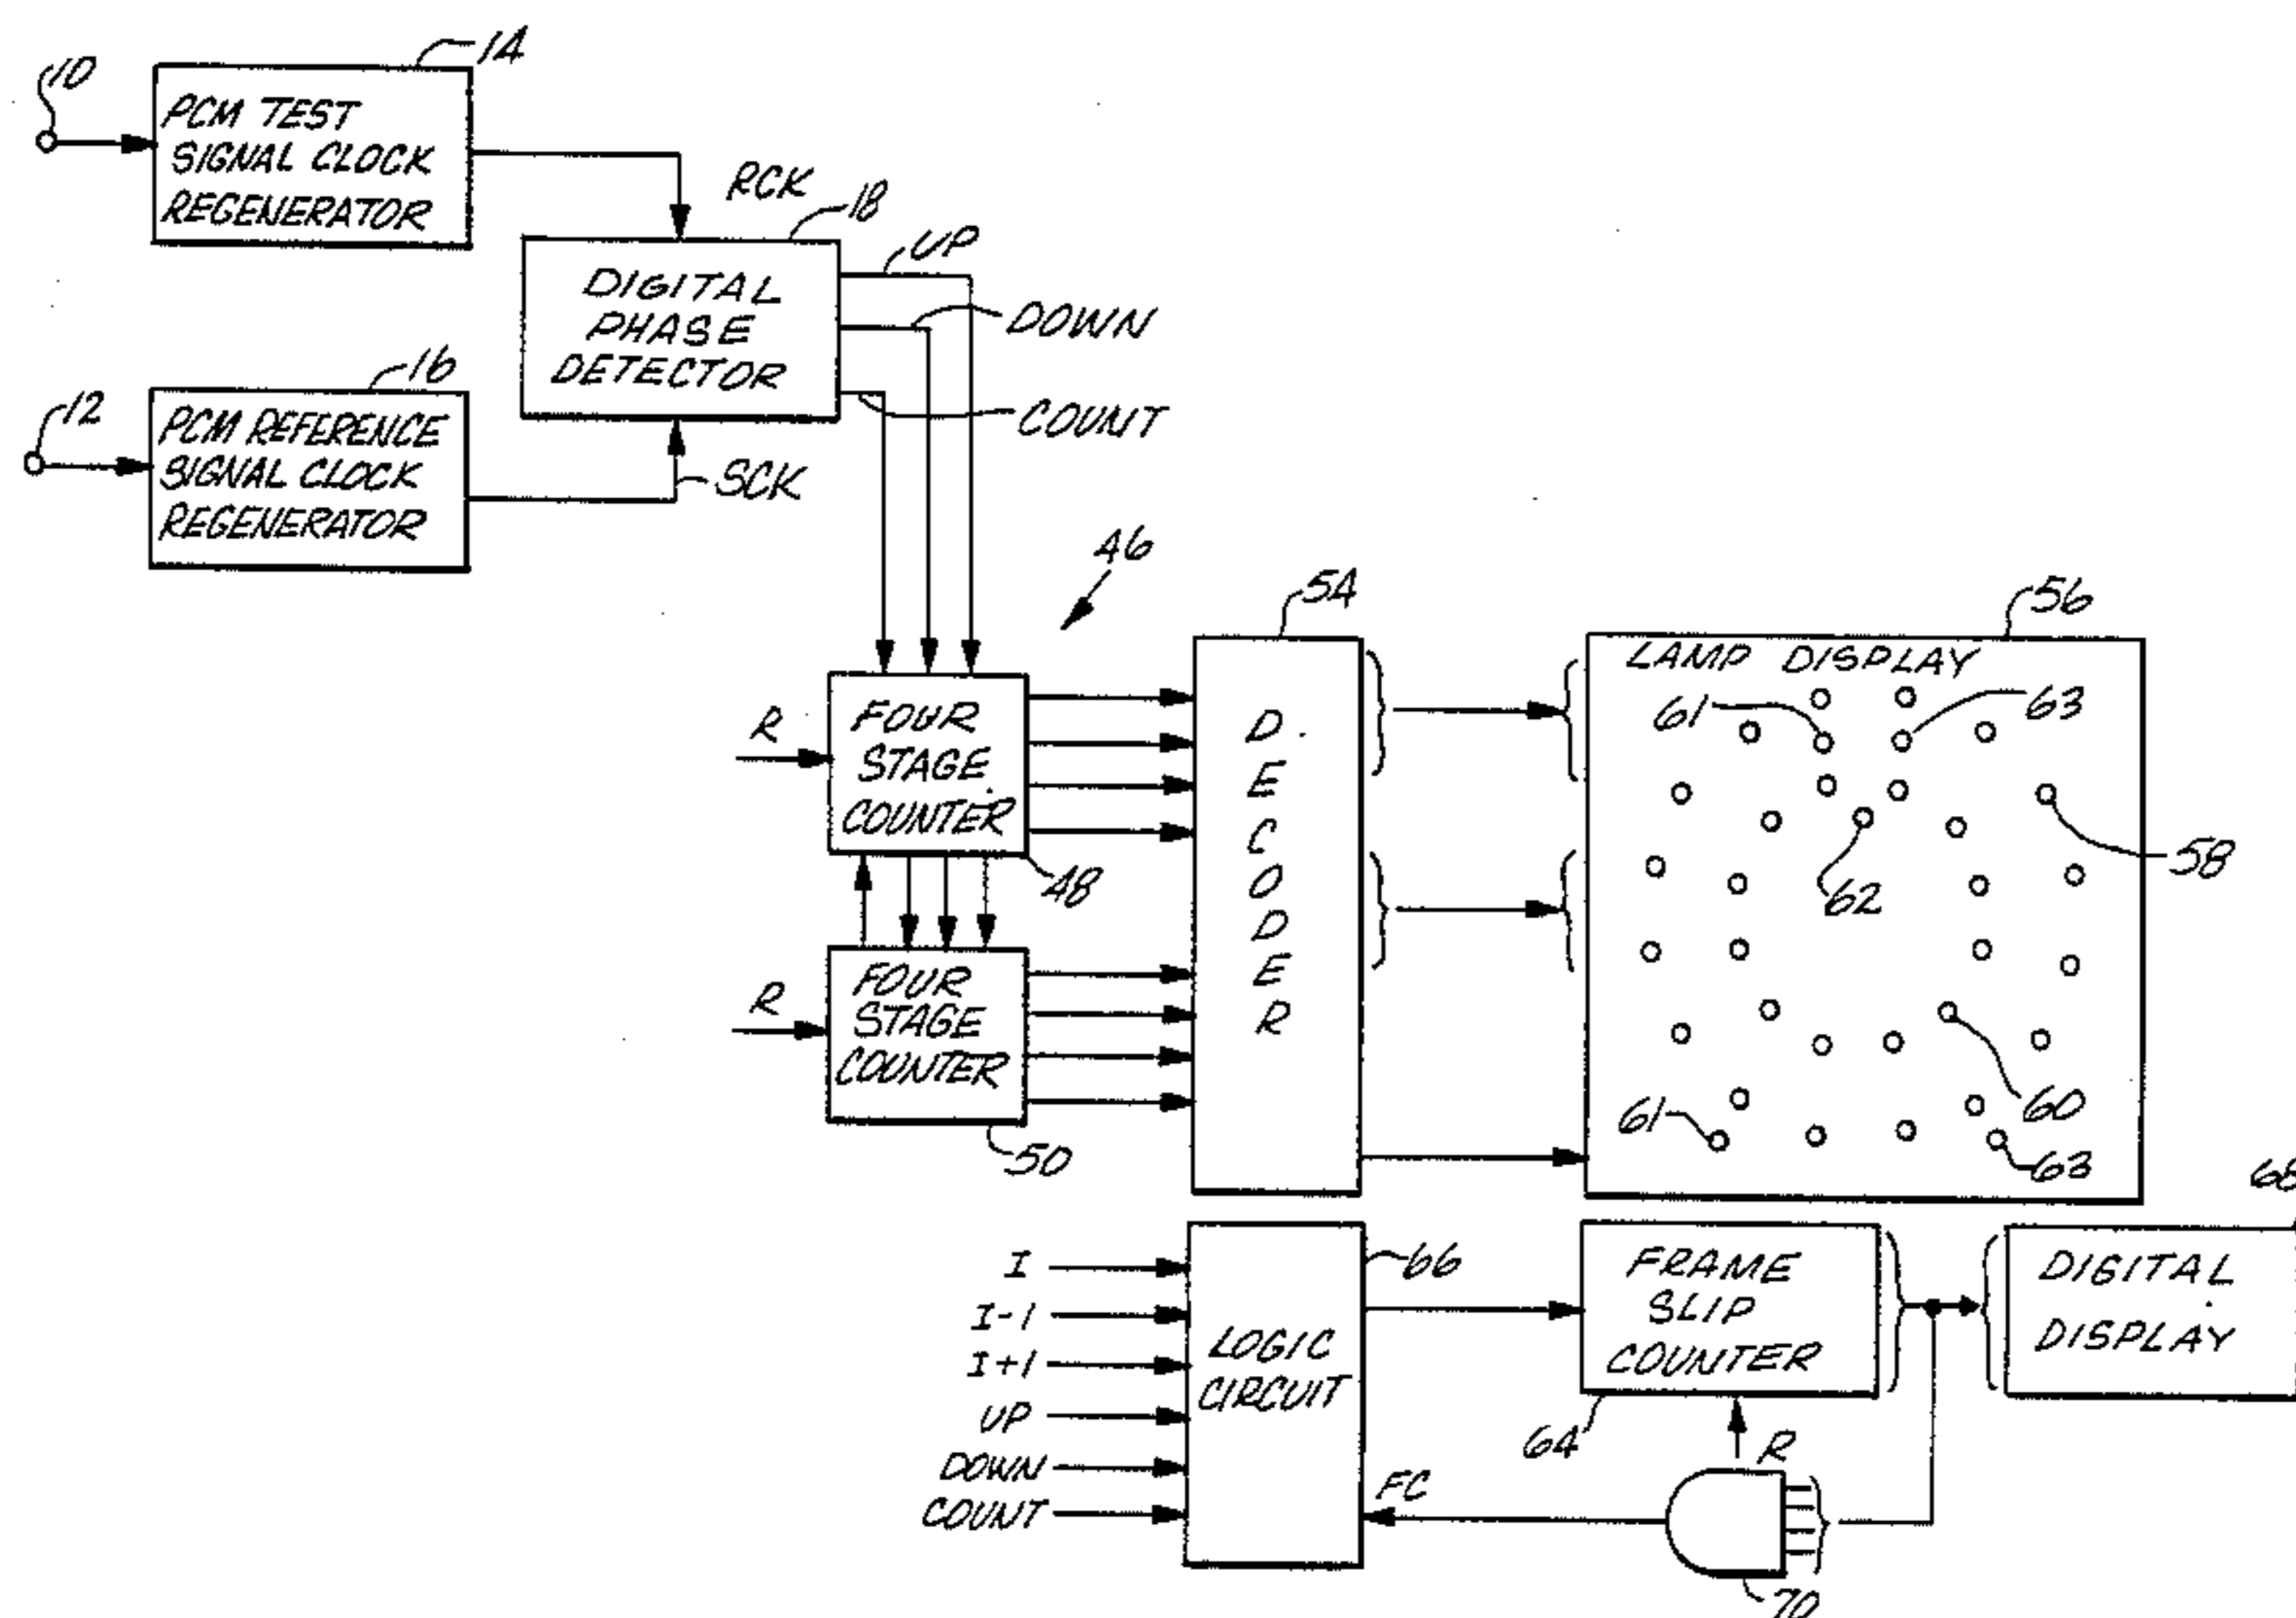 10
14
PCM TEST
SIGNAL CLOCK
REGENERATOR
RCK
18
UP
DIGITAL
PHASE
DETECTOR
DOWN
COUNT
12
16
PCM REFERENCE
SIGNAL CLOCK
REGENERATOR
SCK
46
54
56
R
FOUR
STAGE
COUNTER
48
R
FOUR
STAGE
COUNTER
50
DECODER
LAMP DISPLAY
61
63
58
62
60
61
63
68
I
I-1
I+1
UP
DOWN
COUNT
LOGIC
CIRCUIT
66
FRAME
SLIP
COUNTER
64
R
FC
70
DIGITAL
DISPLAY